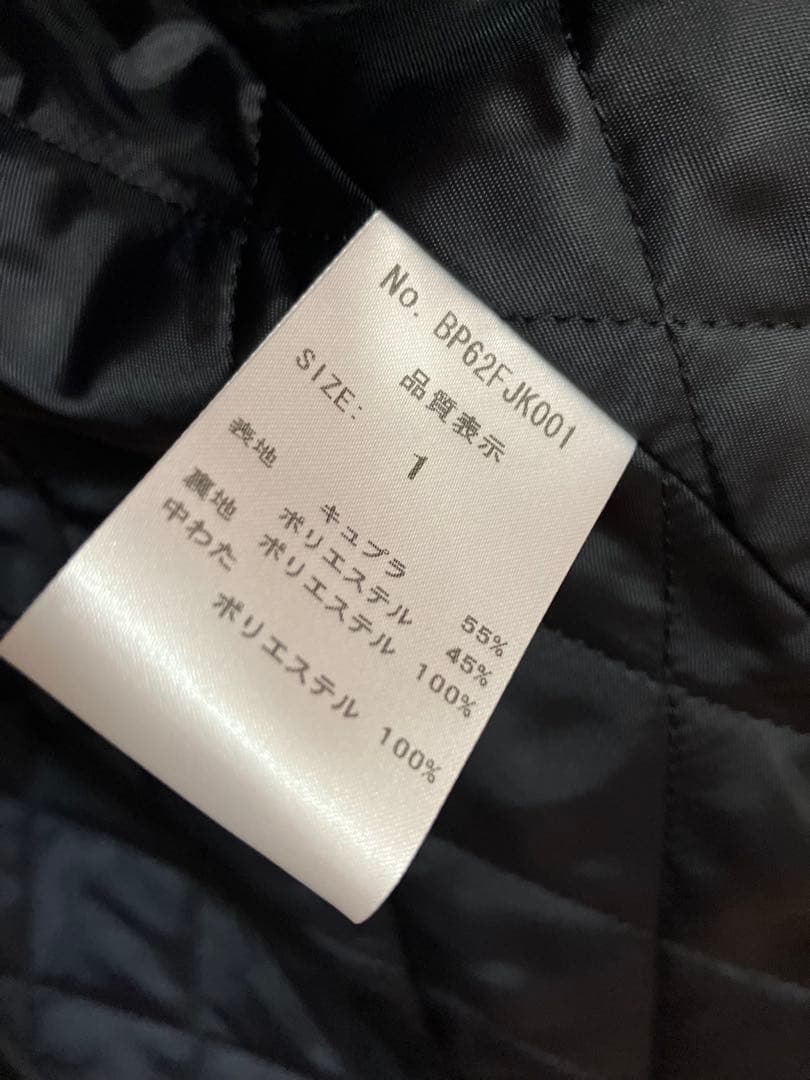 No. BP62FJK001
品質表示
SIZE: 1
表地 キュプラ 55%
ポリエステル 45%
裏地 ポリエステル 100%
中わた
ポリエステル 100%